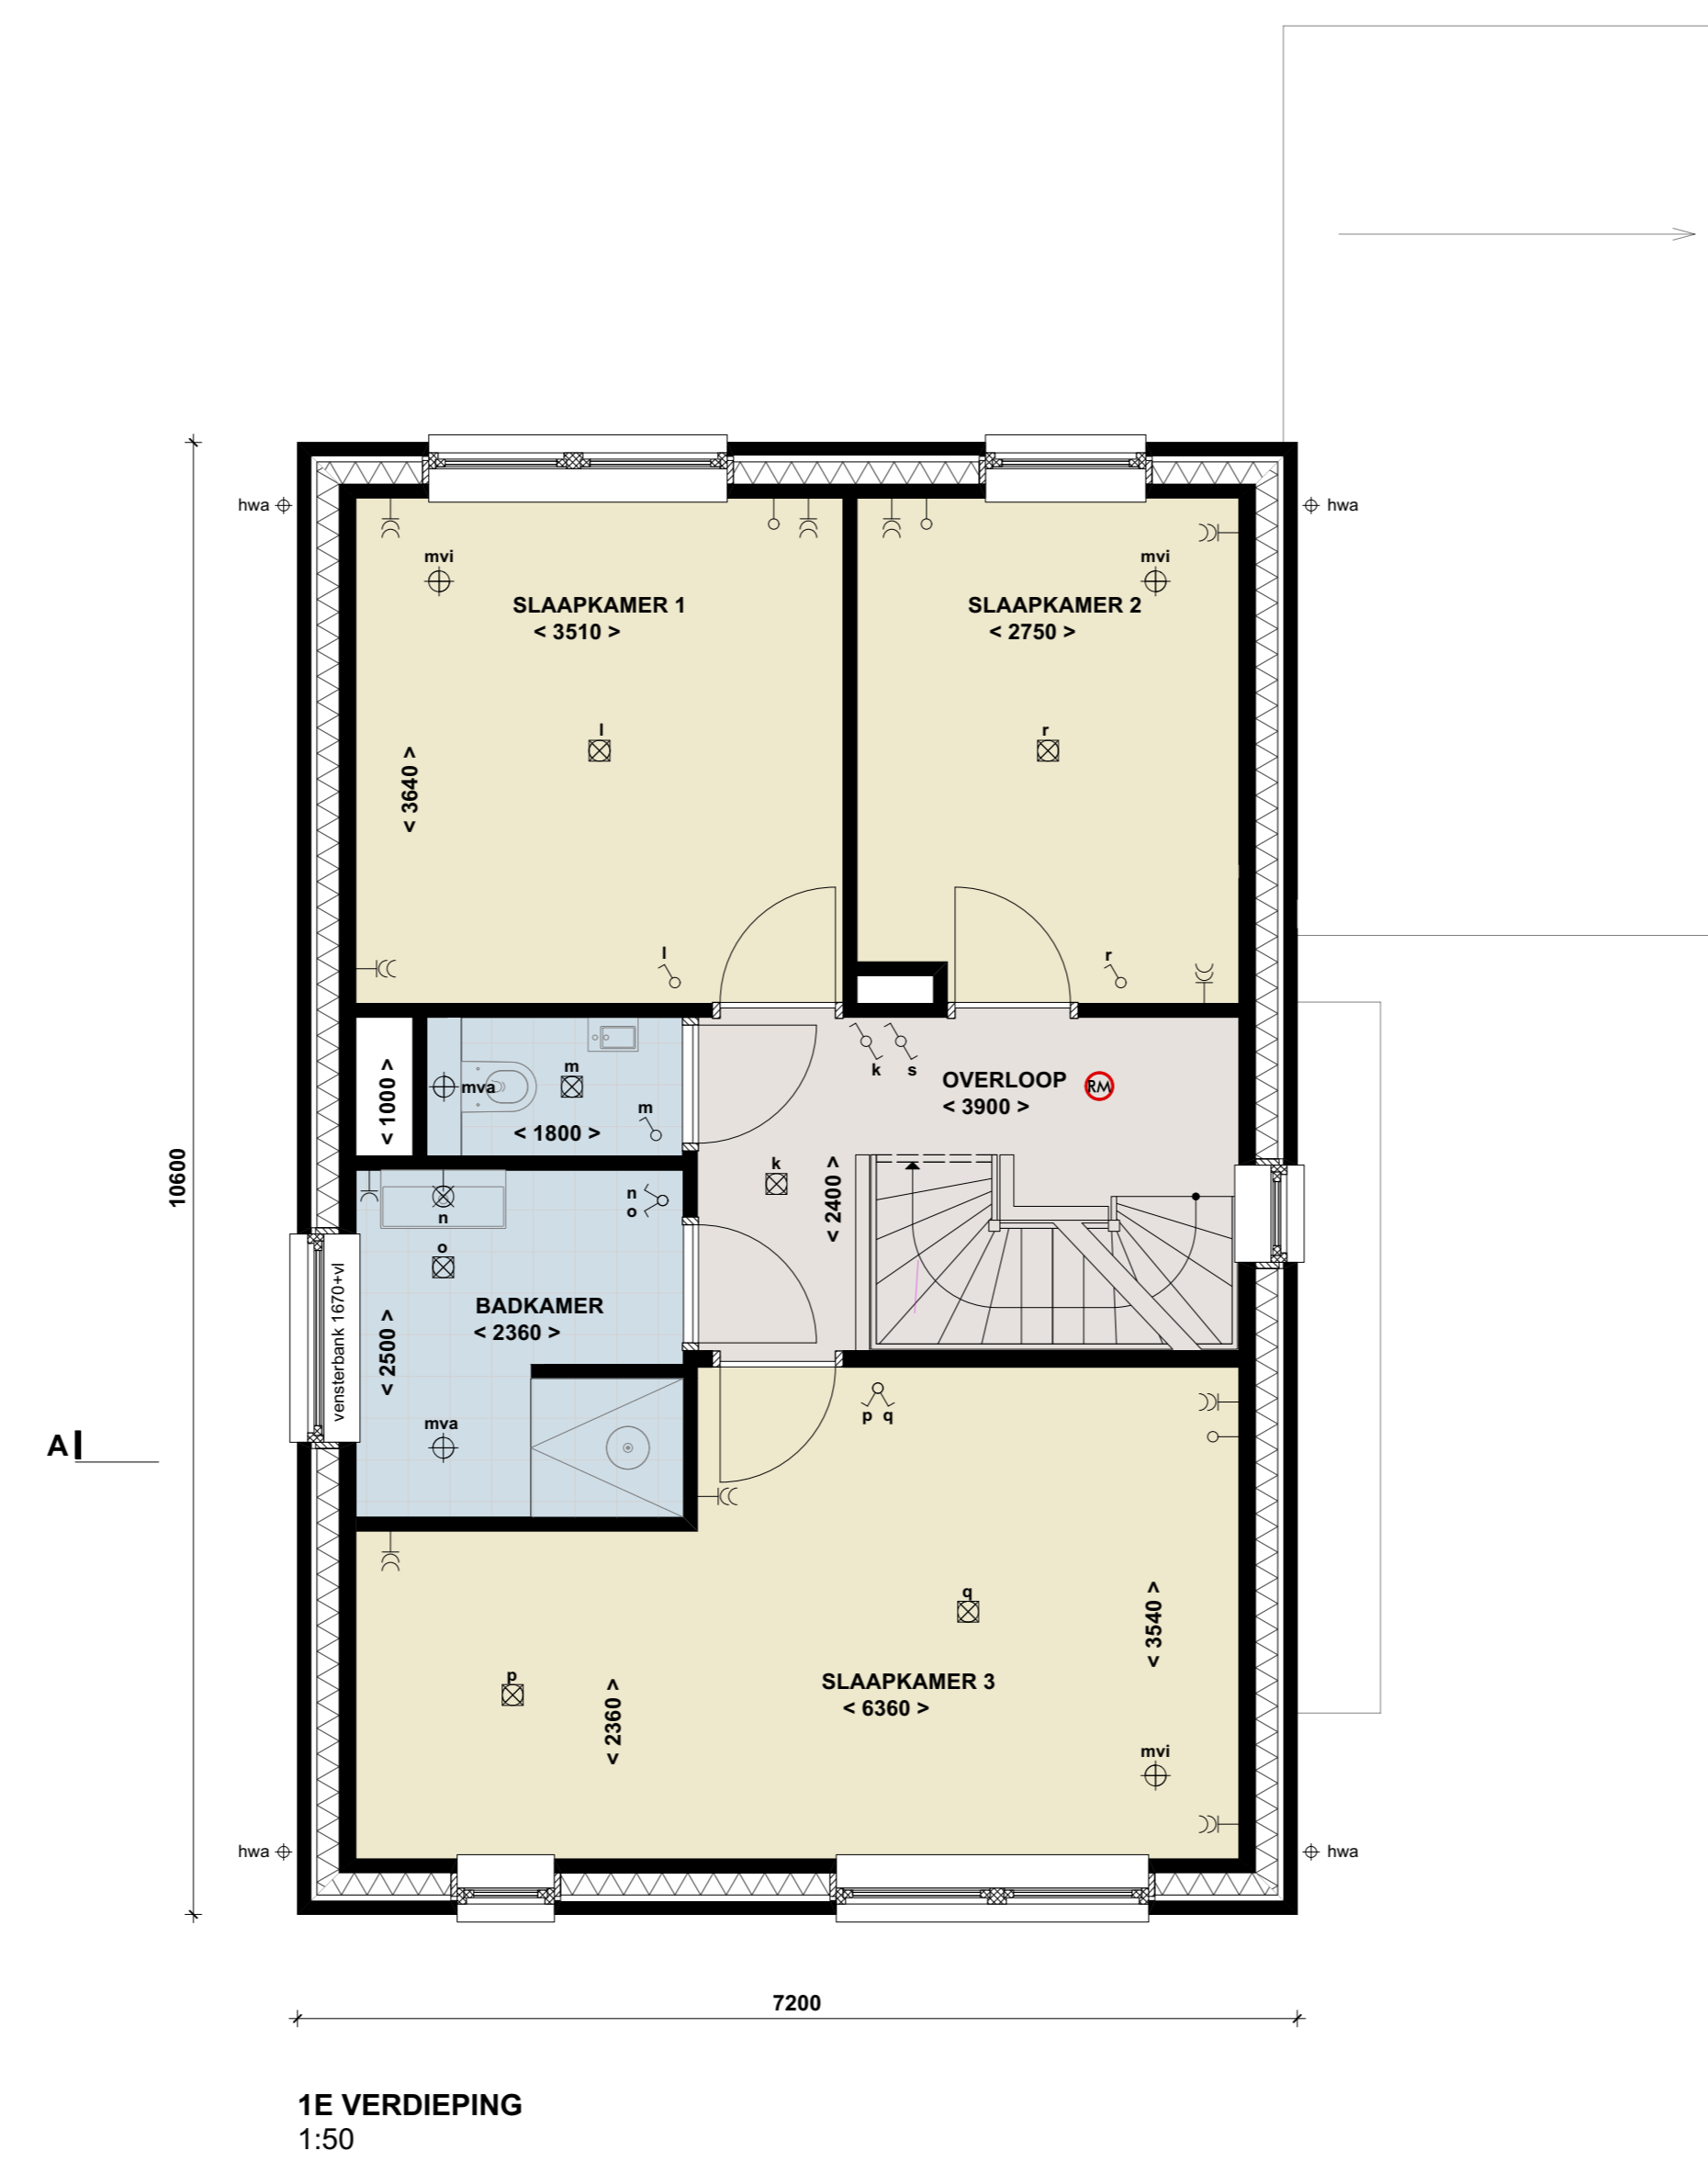 hwa
hwa
mvi
mvi
SLAAPKAMER 1
< 3510 >
SLAAPKAMER 2
< 2750 >
l
r
< 3640 >
l
r
k
s
m
mva
< 1000 >
OVERLOOP
< 3900 >
RM
m
< 1800 >
10600
k
< 2400 >
n
o
n
o
vensterbank 1670+vl
BADKAMER
< 2360 >
< 2500 >
p q
mva
A
q
< 3540 >
p
SLAAPKAMER 3
< 6360 >
< 2360 >
mvi
hwa
hwa
7200
1E VERDIEPING
1:50